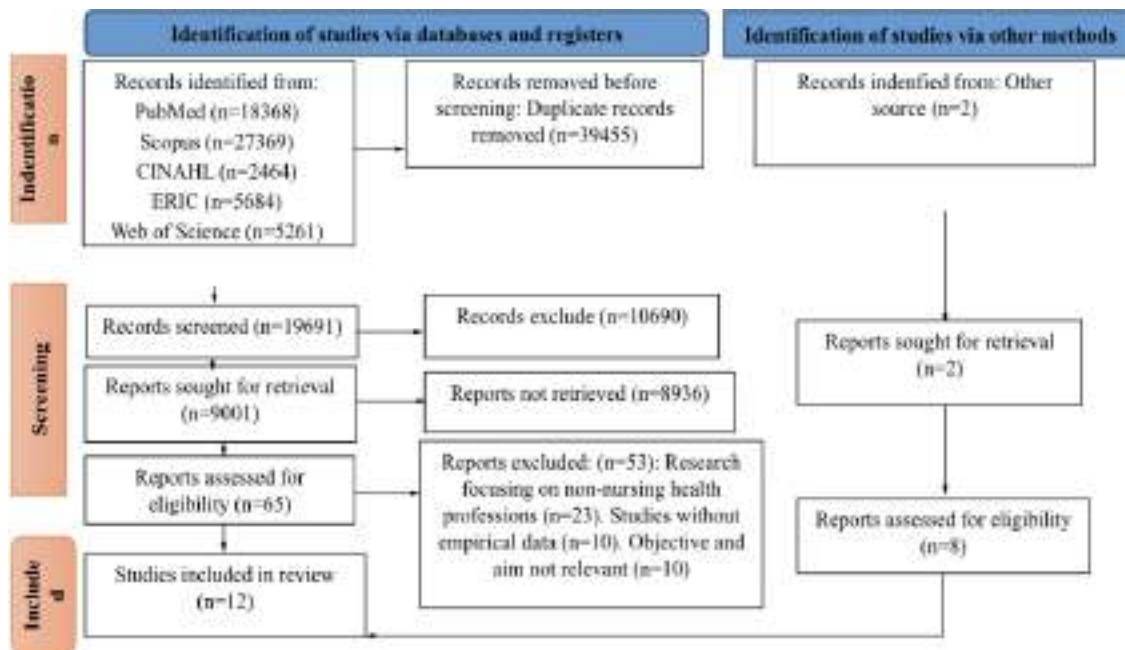 Identification of studies via databases and registers
Identification of studies via other methods
Indentificatio
n
Records identified from:
PubMed (n=18368)
Scopus (n=27369)
CINAHL (n=2464)
ERIC (n=5684)
Web of Science (n=5261)
Records removed before
screening: Duplicate records
removed (n=39455)
Records indenfied from: Other
source (n=2)
Screening
Records screened (n=19691)
Records exclude (n=10690)
Reports sought for retrieval
(n=9001)
Reports not retrieved (n=8936)
Reports sought for retrieval
(n=2)
Reports assessed for
eligibility (n=65)
Reports excluded: (n=53): Research
focusing on non-nursing health
professions (n=23). Studies without
empirical data (n=10). Objective and
aim not relevant (n=10)
Reports assessed for eligibility
(n=8)
Include
d
Studies included in review
(n=12)